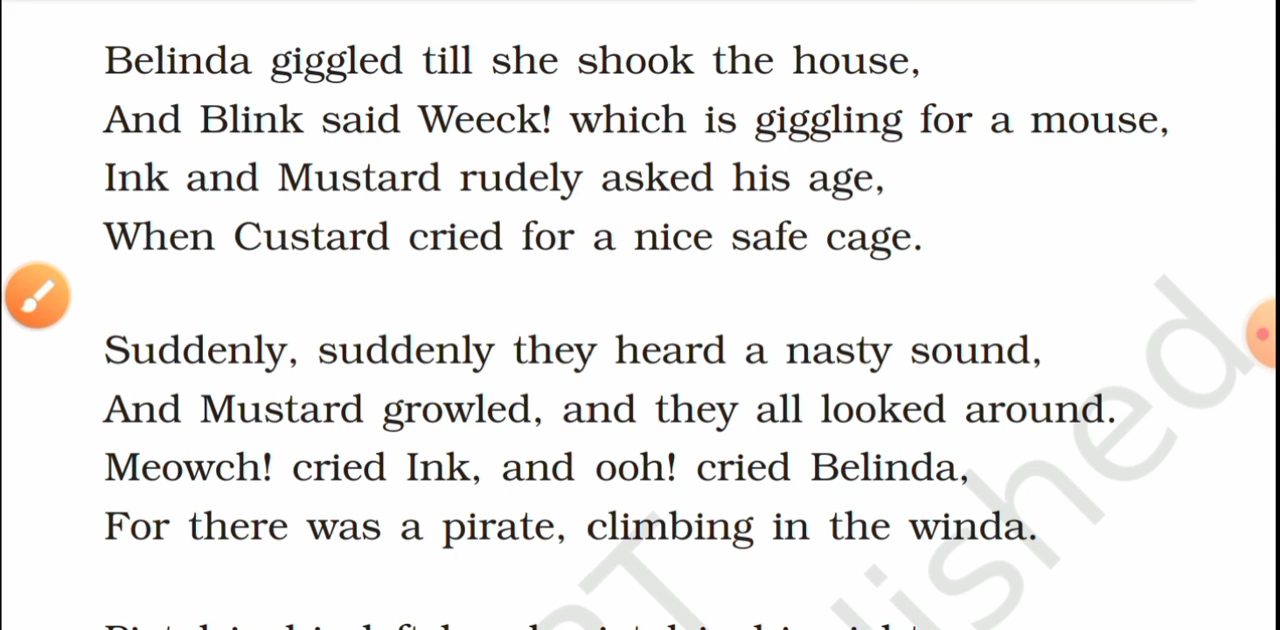 Belinda giggled till she shook the house,
And Blink said Weeck! which is giggling for a mouse,
Ink and Mustard rudely asked his age,
When Custard cried for a nice safe cage.
Suddenly, suddenly they heard a nasty sound,
And Mustard growled, and they all looked around.
Meowch! cried Ink, and ooh! cried Belinda,
For there was a pirate, climbing in the winda.